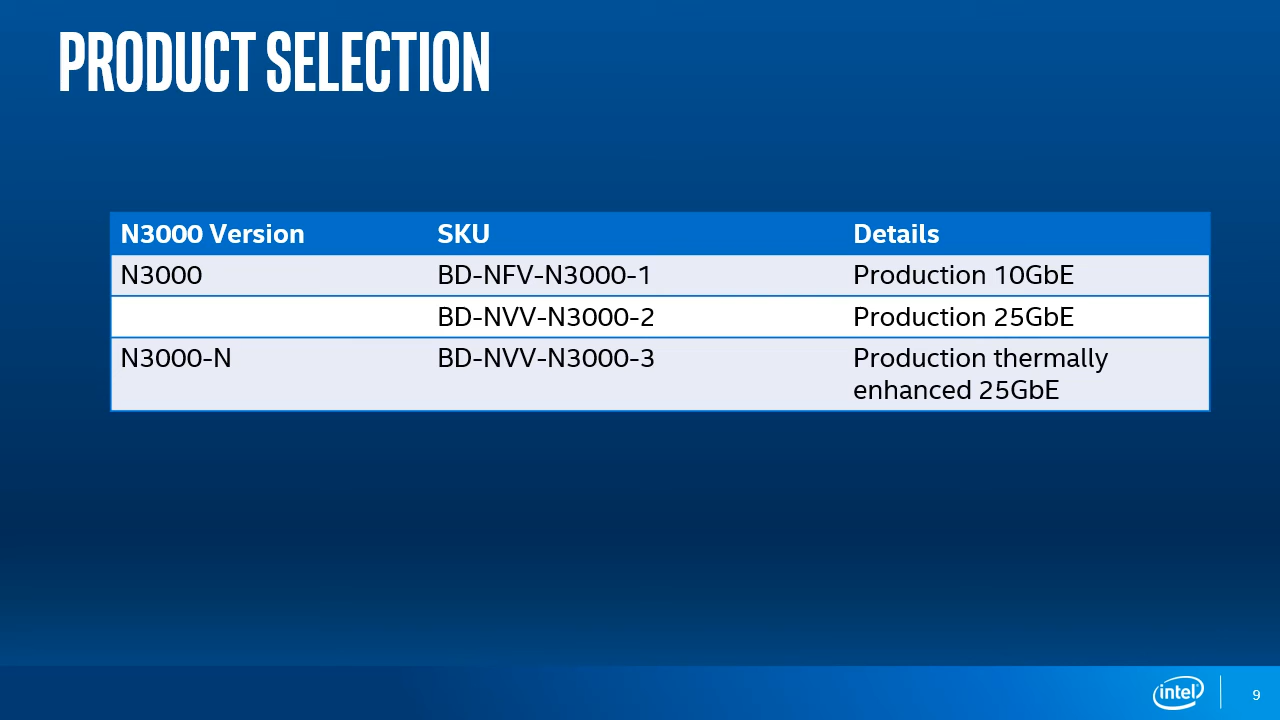 PRODUCT SELECTION
N3000 Version SKU Details
N3000 BD-NFV-N3000-1 Production 10GbE
BD-NVV-N3000-2 Production 25GbE
N3000-N BD-NVV-N3000-3 Production thermally
enhanced 25GbE
intel 9